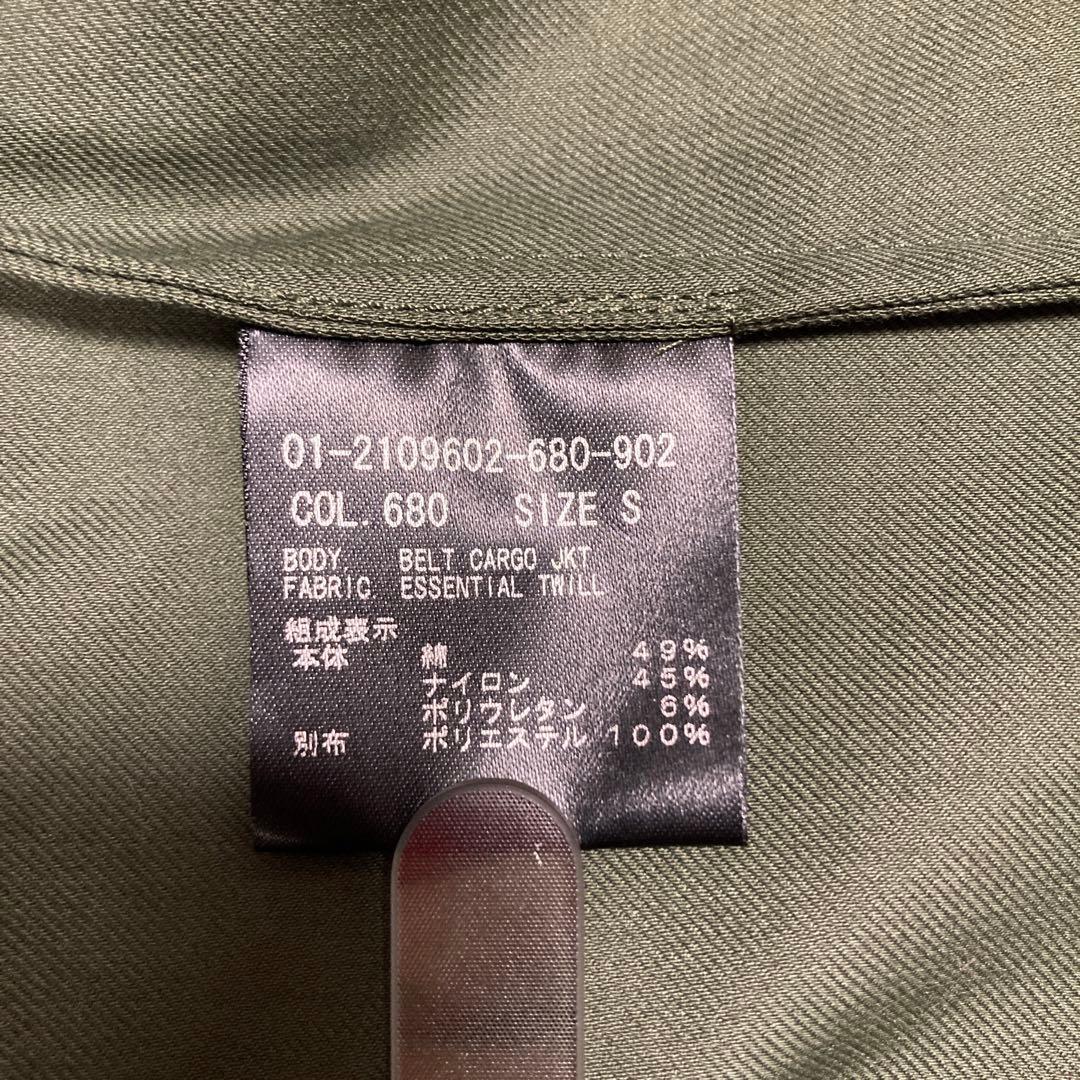 01-2109602-680-902
COL. 680 SIZE S
BODY BELT CARGO JKT
FABRIC ESSENTIAL TWILL
組成表示
本体 綿 49%
ナイロン 45%
ポリウレタン 6%
別布 ポリエステル 100%